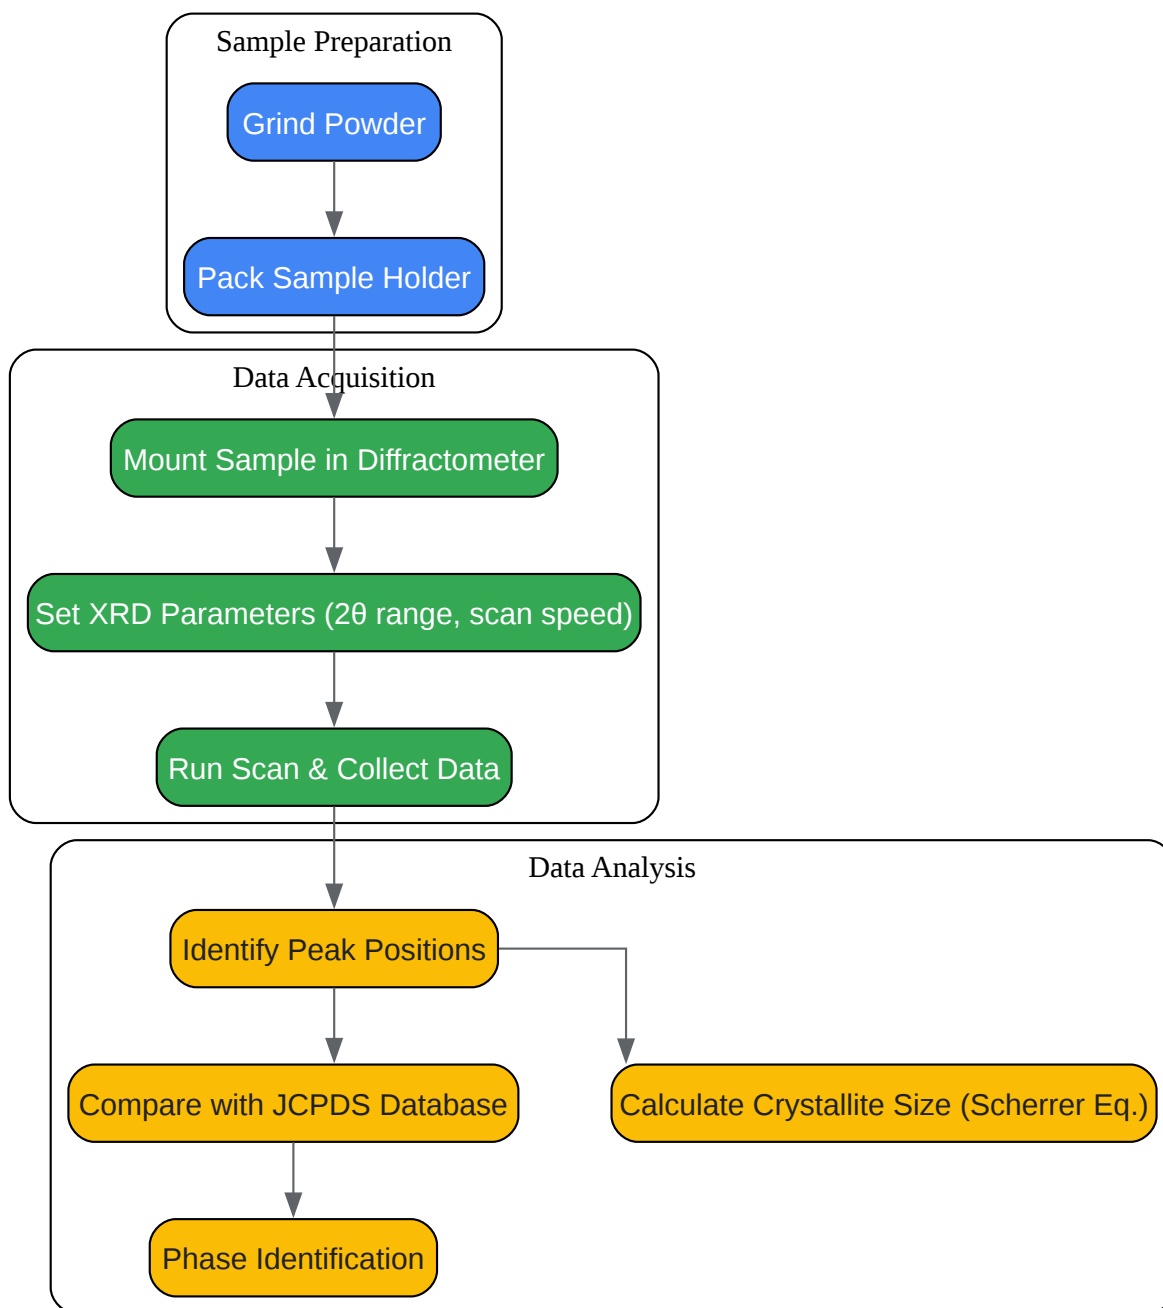 Sample Preparation
Grind Powder
Pack Sample Holder
Data Acquisition
Mount Sample in Diffractometer
Set XRD Parameters (2θ range, scan speed)
Run Scan & Collect Data
Data Analysis
Identify Peak Positions
Compare with JCPDS Database
Calculate Crystallite Size (Scherrer Eq.)
Phase Identification